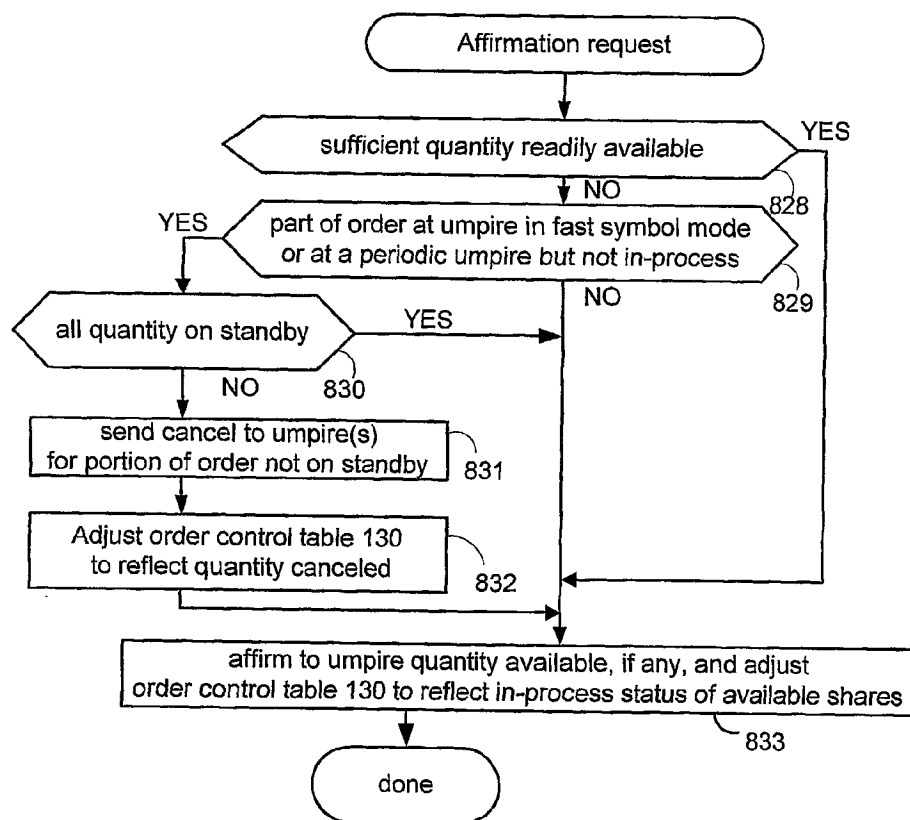 Affirmation request
sufficient quantity readily available
YES
828
NO
part of order at umpire in fast symbol mode
or at a periodic umpire but not in-process
YES
829
NO
all quantity on standby
YES
830
NO
send cancel to umpire(s)
for portion of order not on standby
831
Adjust order control table 130
to reflect quantity canceled
832
affirm to umpire quantity available, if any, and adjust
order control table 130 to reflect in-process status of available shares
833
done